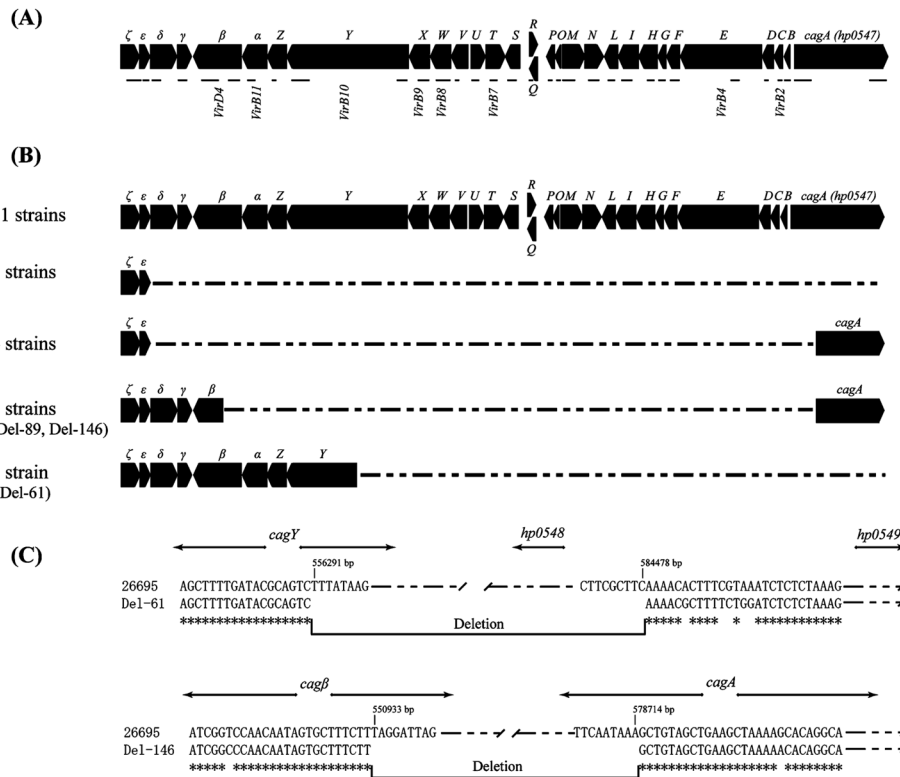 (A)
ζ ε δ γ β α Z Y X W V U T S R P O M N L I H G F E D C B cagA (hp0547)
Q
VirD4 VirB11 VirB10 VirB9 VirB8 VirB7 VirB4 VirB2
(B)
ζ ε δ γ β α Z Y X W V U T S R P O M N L I H G F E D C B cagA (hp0547)
1 strains
Q
ζ ε
strains
ζ ε cagA
strains
ζ ε δ γ β cagA
strains
Del-89, Del-146)
ζ ε δ γ β α Z Y
strain
Del-61)
(C)
cagY hp0548 hp0549
556291 bp 584478 bp
26695 AGCTTTTGATACGCAGTCTTTATAAG CTTCGCTTCAAAACACTTTCGTAAATCTCTCTAAAG
Del-61 AGCTTTTGATACGCAGTC AAAACGCTTTTCTGGATCTCTCTAAAG
****************** ***** **** * **********
Deletion
cagβ cagA
550933 bp 578714 bp
26695 ATCGGTCCAACAATAGTGCTTTCTTTAGGATTAG TTCAATAAAGCTGTAGCTGAAGCTAAAAGCACAGGCA
Del-146 ATCGGCCCAACAATAGTGCTTTCTT GCTGTAGCTGAAGCTAAAAACACAGGCA
***** ******************* ******************* ********
Deletion